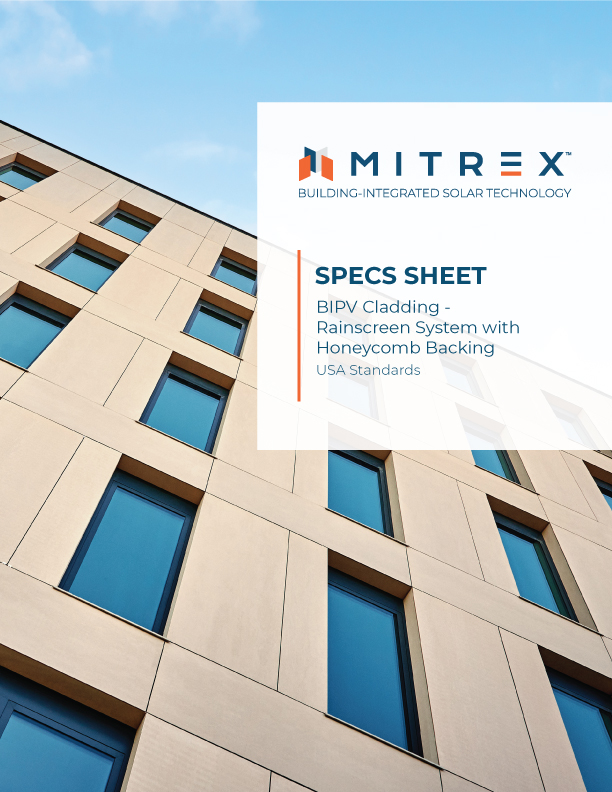 MITREX™
BUILDING-INTEGRATED SOLAR TECHNOLOGY
SPECS SHEET
BIPV Cladding -
Rainscreen System with
Honeycomb Backing
USA Standards